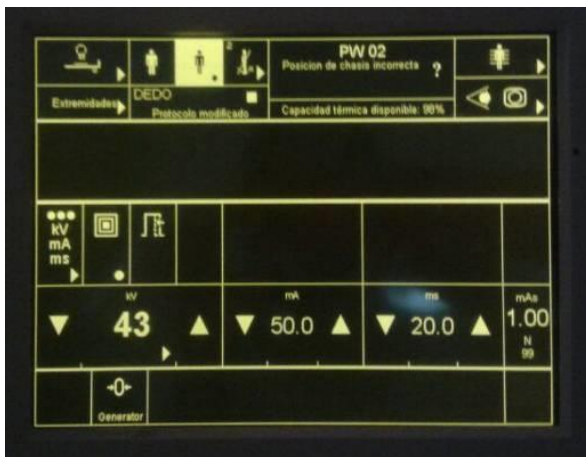 PW 02
Posicion de chasis incorrecta ?
Extremidades
DEDO
Protocolo modificado
Capacidad térmica disponible: 98%
kV
mA
ms
kV
43
mA
50.0
ms
20.0
mAs
1.00
N
99
-0-
Generator